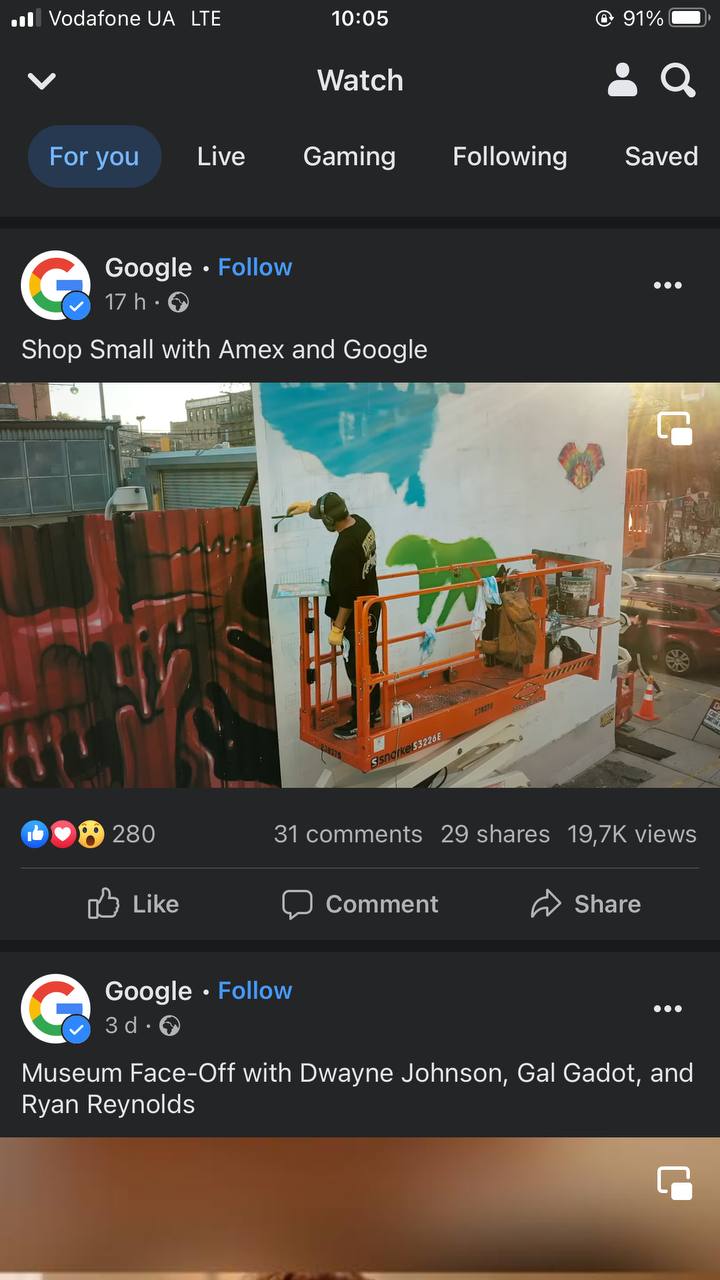 Vodafone UA LTE 10:05 91%
Watch
For you Live Gaming Following Saved
Google • Follow
17 h ·
Shop Small with Amex and Google
snorkel S3226E
280 31 comments 29 shares 19,7K views
Like Comment Share
Google • Follow
3 d ·
Museum Face-Off with Dwayne Johnson, Gal Gadot, and
Ryan Reynolds